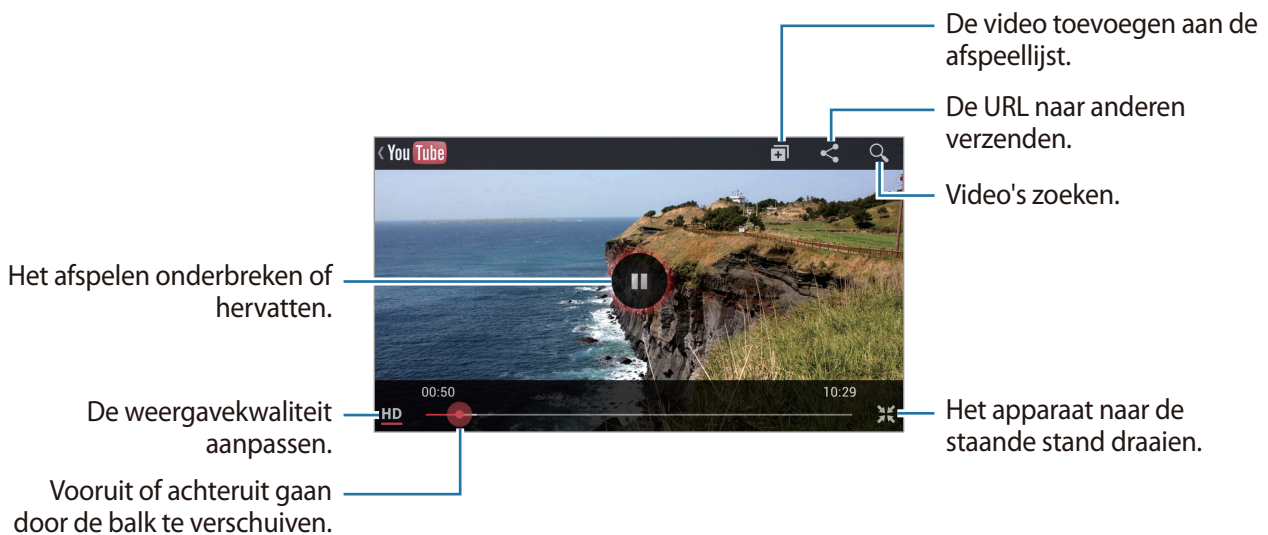 De video toevoegen aan de
afspeellijst.
De URL naar anderen
verzenden.
Video's zoeken.
You Tube
Het afspelen onderbreken of
hervatten.
00:50
10:29
HD
De weergavekwaliteit
aanpassen.
Het apparaat naar de
staande stand draaien.
Vooruit of achteruit gaan
door de balk te verschuiven.